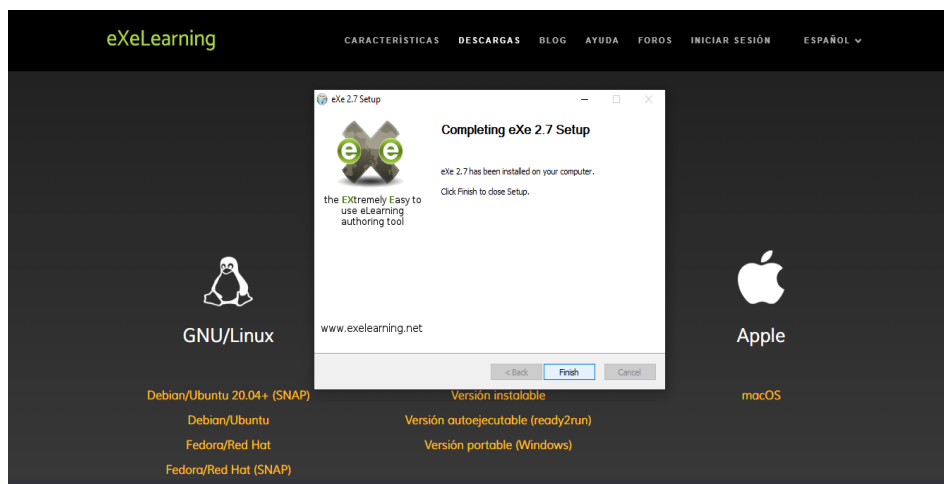 eXeLearning
CARACTERÍSTICAS DESCARGAS BLOG AYUDA FOROS INICIAR SESIÓN ESPAÑOL
eXe 2.7 Setup
Completing eXe 2.7 Setup
e e
eXe 2.7 has been installed on your computer.
Click Finish to close Setup.
the EXtremely Easy to
use eLearning
authoring tool
www.exelearning.net
< Back Finish Cancel
GNU/Linux
Debian/Ubuntu 20.04+ (SNAP)
Debian/Ubuntu
Fedora/Red Hat
Fedora/Red Hat (SNAP)
Versión instalable
Versión autoejecutable (ready2run)
Versión portable (Windows)
Apple
macOS